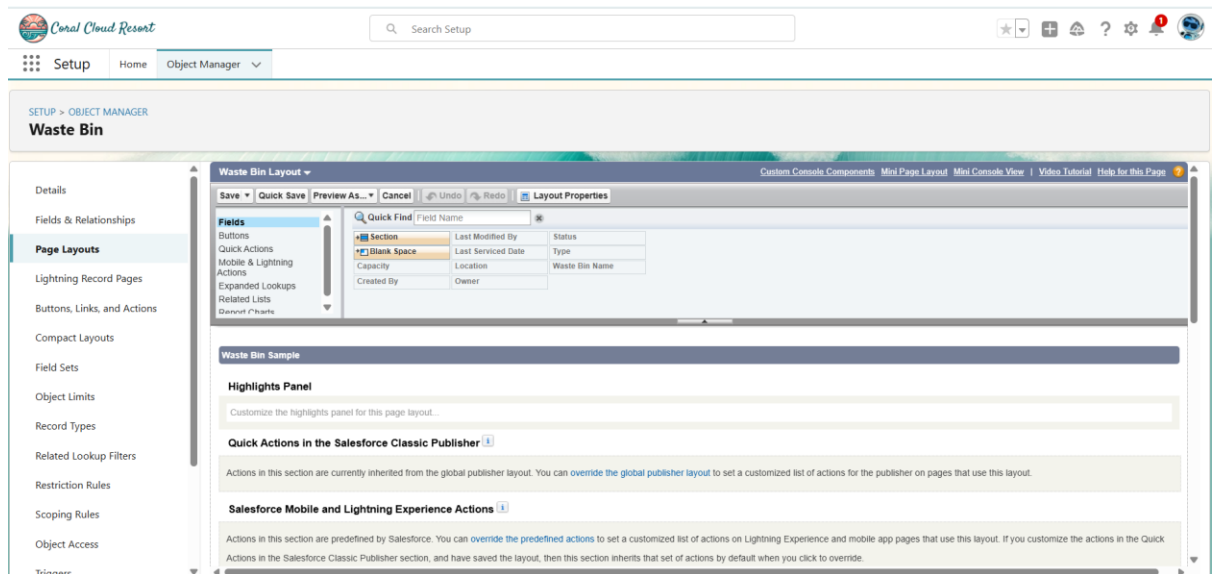 Coral Cloud Resort
Search Setup
1
Setup Home Object Manager
SETUP > OBJECT MANAGER
Waste Bin
Details
Fields & Relationships
Page Layouts
Lightning Record Pages
Buttons, Links, and Actions
Compact Layouts
Field Sets
Object Limits
Record Types
Related Lookup Filters
Restriction Rules
Scoping Rules
Object Access
Triggers
Waste Bin Layout
Custom Console Components Mini Page Layout Mini Console View | Video Tutorial Help for this Page ?
Save Quick Save Preview As... Cancel Undo Redo Layout Properties
Fields
Buttons
Quick Actions
Mobile & Lightning
Actions
Expanded Lookups
Related Lists
Report Charts
Quick Find Field Name
Section Last Modified By Status
Blank Space Last Serviced Date Type
Capacity Location Waste Bin Name
Created By Owner
Waste Bin Sample
Highlights Panel
Customize the highlights panel for this page layout...
Quick Actions in the Salesforce Classic Publisher i
Actions in this section are currently inherited from the global publisher layout. You can override the global publisher layout to set a customized list of actions for the publisher on pages that use this layout.
Salesforce Mobile and Lightning Experience Actions i
Actions in this section are predefined by Salesforce. You can override the predefined actions to set a customized list of actions on Lightning Experience and mobile app pages that use this layout. If you customize the actions in the Quick
Actions in the Salesforce Classic Publisher section, and have saved the layout, then this section inherits that set of actions by default when you click to override.